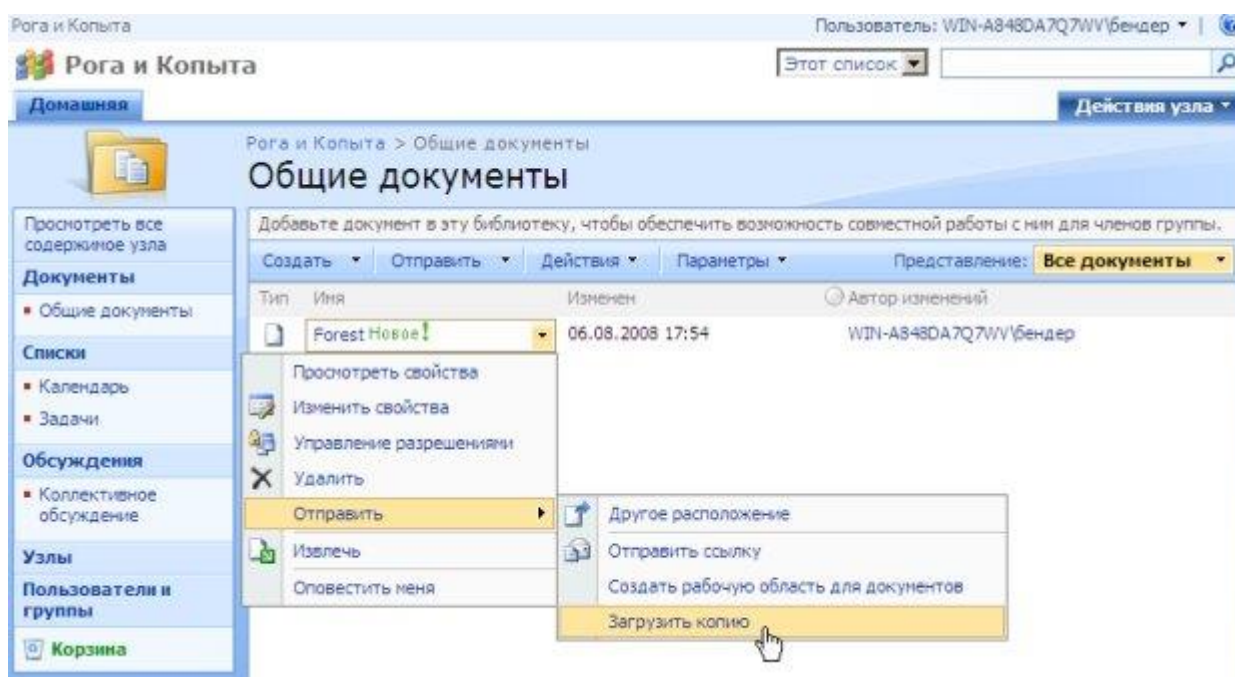 Рога и Копыта
Пользователь: WIN-A848DA7Q7WV\бендер
Рога и Копыта
Этот список
Домашняя
Действия узла
Рога и Копыта > Общие документы
Общие документы
Просмотреть все
содержимое узла
Добавьте документ в эту библиотеку, чтобы обеспечить возможность совместной работы с ним для членов группы.
Создать
Отправить
Действия
Параметры
Представление: Все документы
Документы
Общие документы
Тип
Имя
Изменен
Автор изменений
Forest Новое!
06.08.2008 17:54
WIN-A848DA7Q7WV\бендер
Списки
Календарь
Задачи
Обсуждения
Коллективное
обсуждение
Узлы
Пользователи и
группы
Корзина
Просмотреть свойства
Изменить свойства
Управление разрешениями
Удалить
Отправить
Извлечь
Оповестить меня
Другое расположение
Отправить ссылку
Создать рабочую область для документов
Загрузить копию